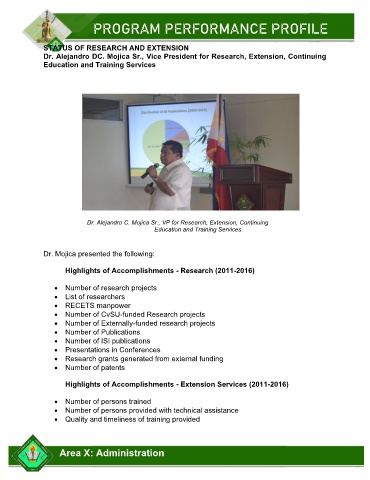 PROGRAM PERFORMANCE PROFILE
STATUS OF RESEARCH AND EXTENSION
Dr. Alejandro DC. Mojica Sr., Vice President for Research, Extension, Continuing
Education and Training Services
Dr. Alejandro C. Mojica Sr., VP for Research, Extension, Continuing
Education and Training Services
Dr. Mojica presented the following:
Highlights of Accomplishments - Research (2011-2016)
• Number of research projects
• List of researchers
• RECETS manpower
• Number of CvSU-funded Research projects
• Number of Externally-funded research projects
• Number of Publications
• Number of ISI publications
• Presentations in Conferences
• Research grants generated from external funding
• Number of patents
Highlights of Accomplishments - Extension Services (2011-2016)
• Number of persons trained
• Number of persons provided with technical assistance
• Quality and timeliness of training provided
Area X: Administration